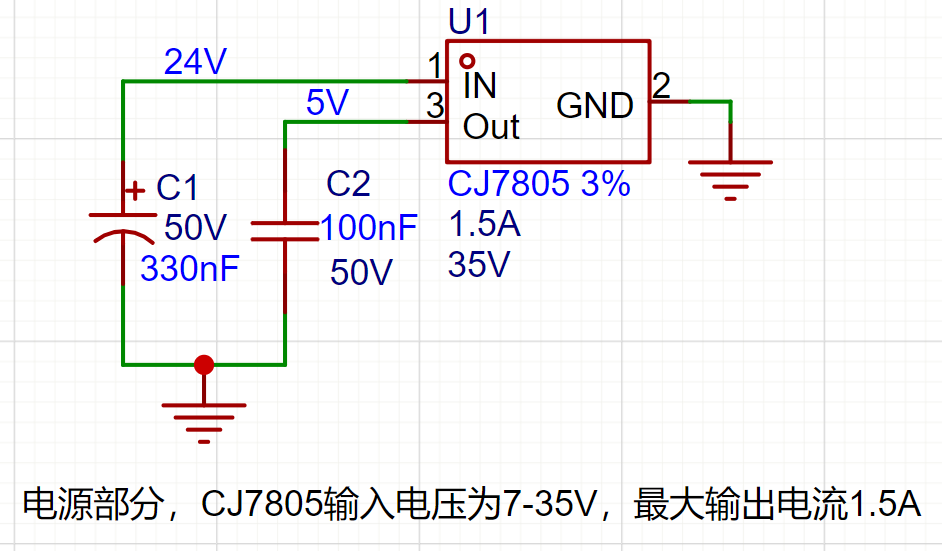 U1
24V
1
IN
5V
3
Out
GND
2
C1
50V
330nF
C2
100nF
50V
CJ7805 3%
1.5A
35V
电源部分，CJ7805输入电压为7-35V，最大输出电流1.5A